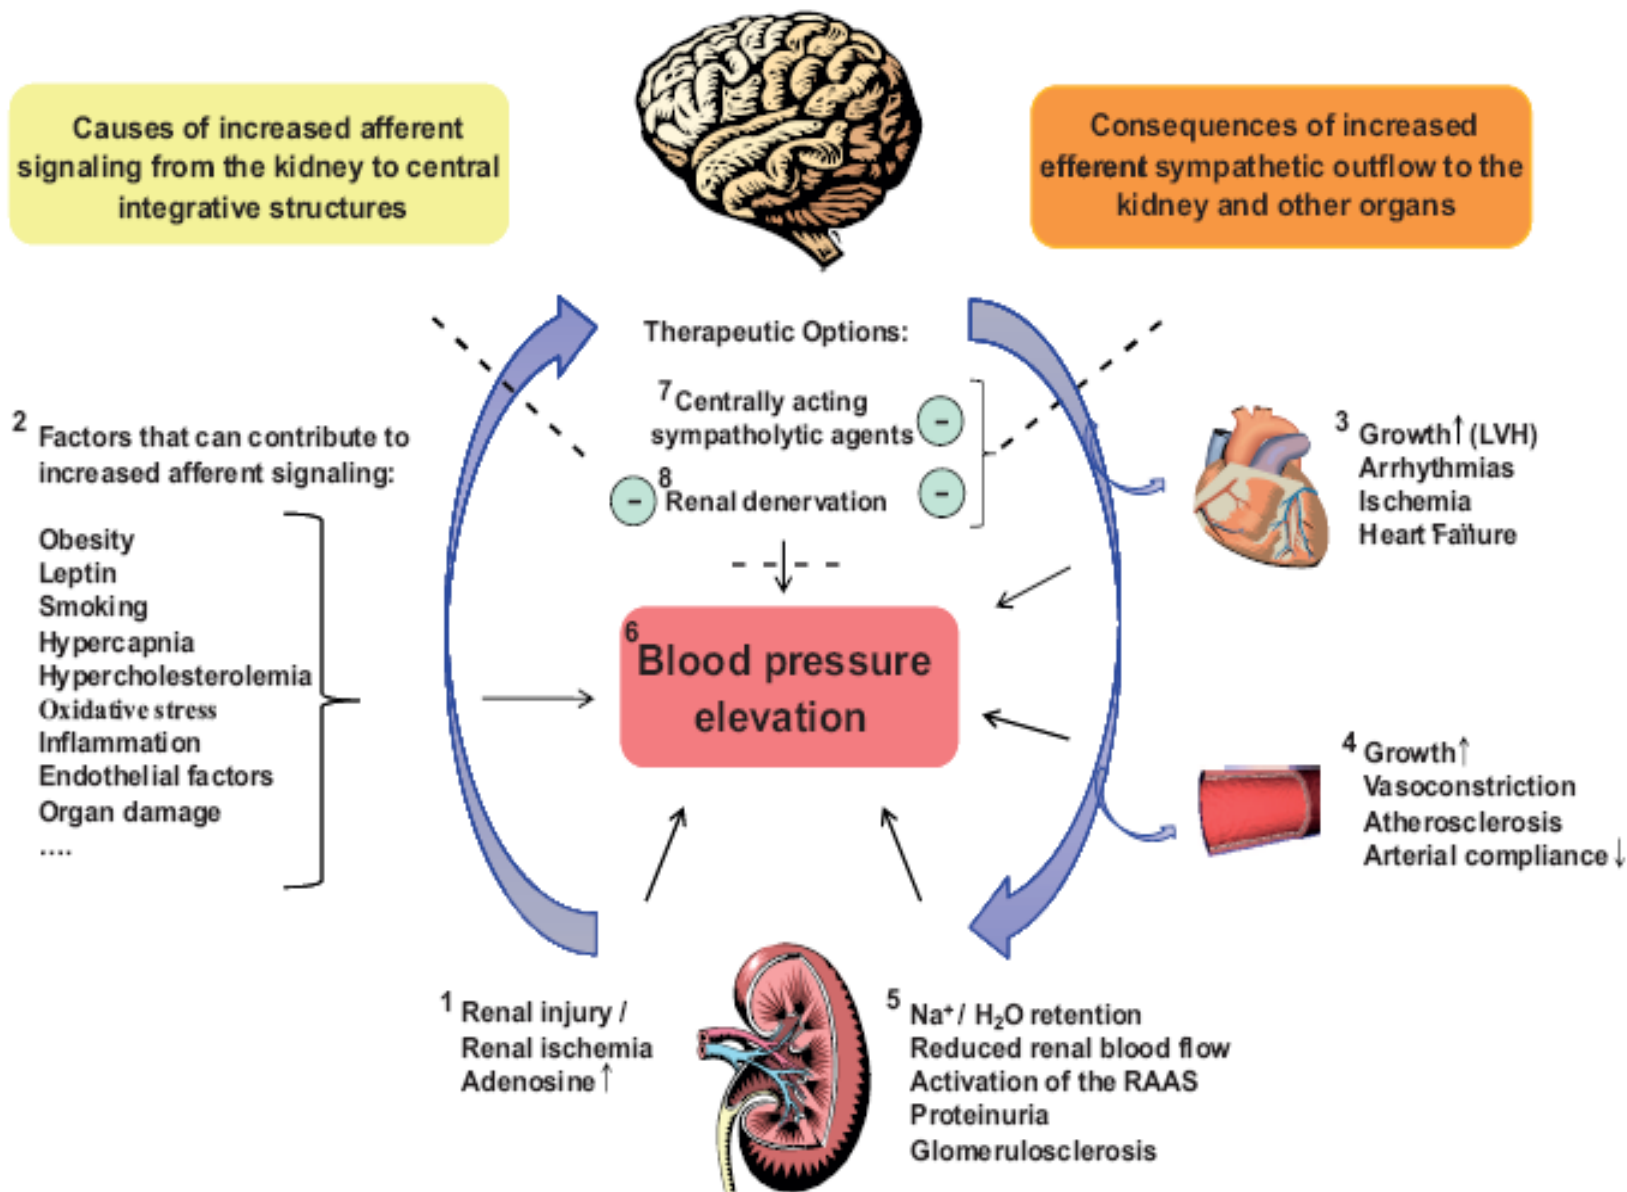 Causes of increased afferent
signaling from the kidney to central
integrative structures
Consequences of increased
efferent sympathetic outflow to the
kidney and other organs
Therapeutic Options:
7 Centrally acting
sympatholytic agents
-
8 Renal denervation
-
-
2 Factors that can contribute to
increased afferent signaling:
Obesity
Leptin
Smoking
Hypercapnia
Hypercholesterolemia
Oxidative stress
Inflammation
Endothelial factors
Organ damage
....
3 Growth↑ (LVH)
Arrhythmias
Ischemia
Heart Failure
6 Blood pressure
elevation
4 Growth↑
Vasoconstriction
Atherosclerosis
Arterial compliance↓
1 Renal injury /
Renal ischemia
Adenosine↑
5 Na⁺ / H₂O retention
Reduced renal blood flow
Activation of the RAAS
Proteinuria
Glomerulosclerosis